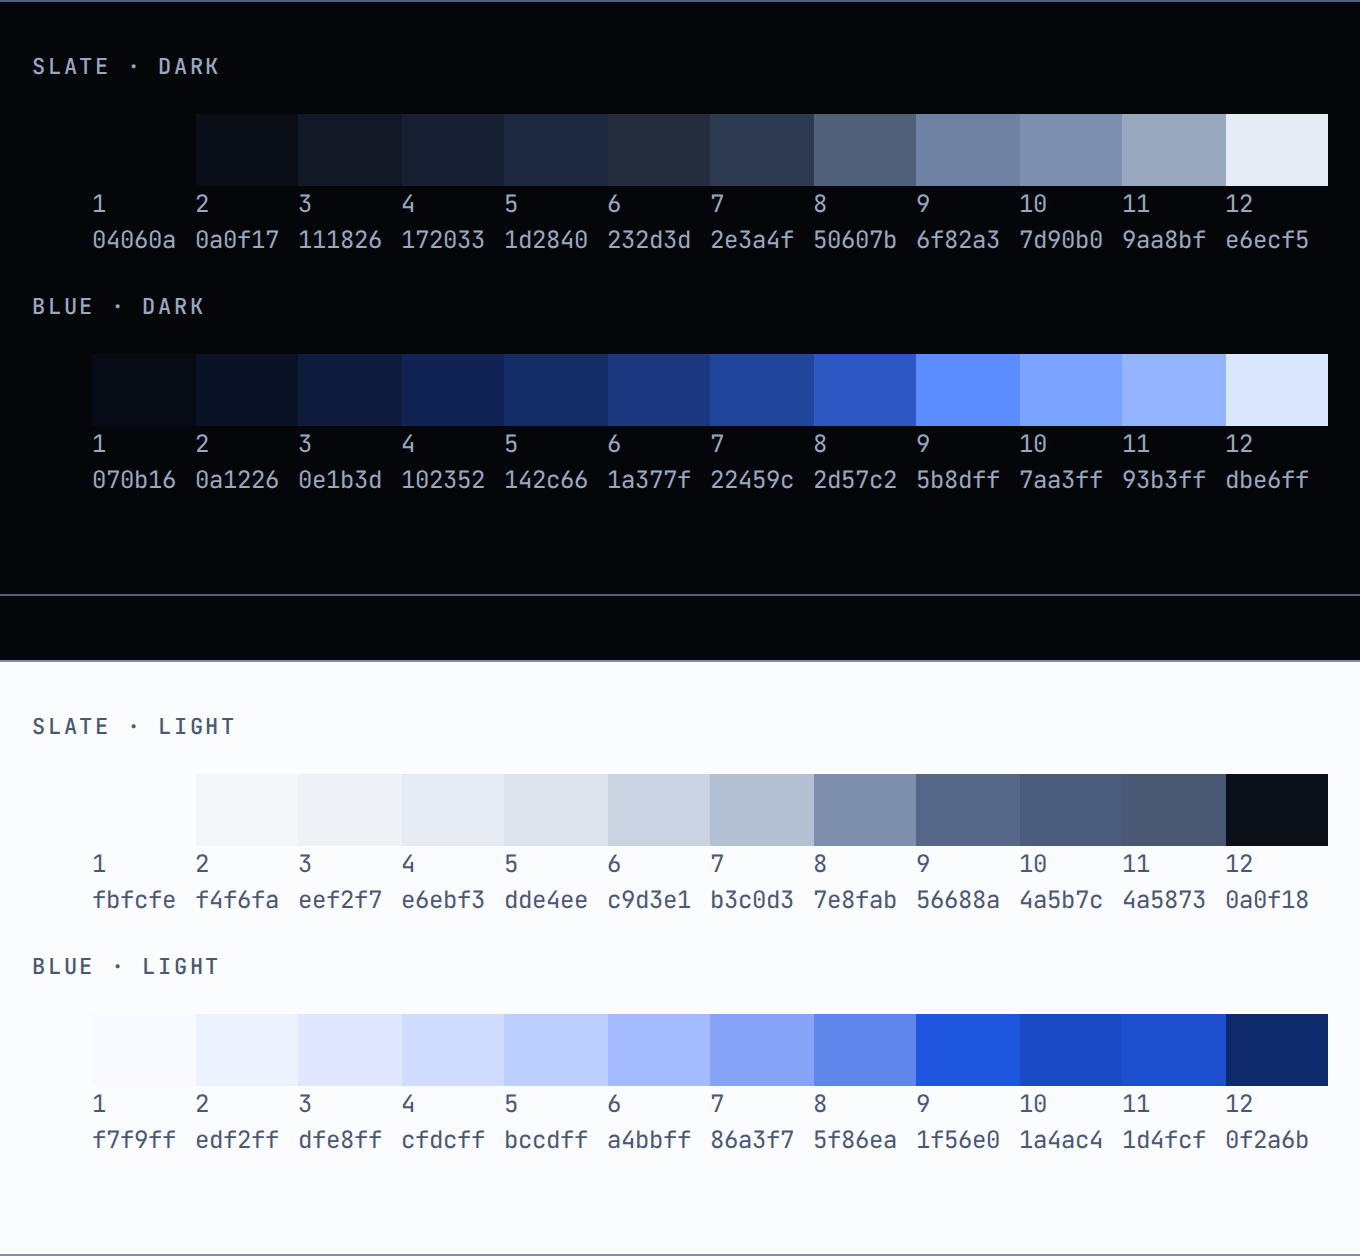 SLATE · DARK
1 2 3 4 5 6 7 8 9 10 11 12
04060a 0a0f17 111826 172033 1d2840 232d3d 2e3a4f 50607b 6f82a3 7d90b0 9aa8bf e6ecf5
BLUE · DARK
1 2 3 4 5 6 7 8 9 10 11 12
070b16 0a1226 0e1b3d 102352 142c66 1a377f 22459c 2d57c2 5b8dff 7aa3ff 93b3ff dbe6ff
SLATE · LIGHT
1 2 3 4 5 6 7 8 9 10 11 12
fbfcfe f4f6fa eef2f7 e6ebf3 dde4ee c9d3e1 b3c0d3 7e8fab 56688a 4a5b7c 4a5873 0a0f18
BLUE · LIGHT
1 2 3 4 5 6 7 8 9 10 11 12
f7f9ff edf2ff dfe8ff cfdcff bccdff a4bbff 86a3f7 5f86ea 1f56e0 1a4ac4 1d4fcf 0f2a6b